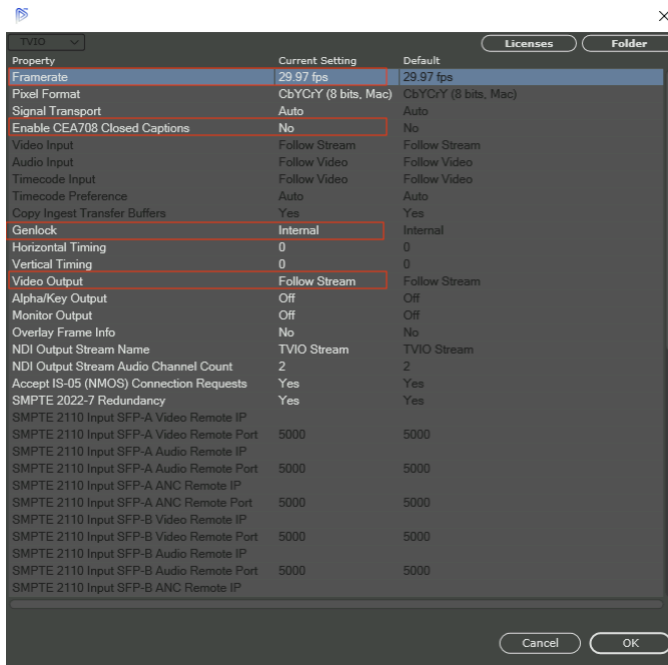 TVIO
Licenses Folder
Property Current Setting Default
Framerate 29.97 fps 29.97 fps
Pixel Format CbYCrY (8 bits, Mac) CbYCrY (8 bits, Mac)
Signal Transport Auto Auto
Enable CEA708 Closed Captions No No
Video Input Follow Stream Follow Stream
Audio Input Follow Video Follow Video
Timecode Input Follow Video Follow Video
Timecode Preference Auto Auto
Copy Ingest Transfer Buffers Yes Yes
Genlock Internal Internal
Horizontal Timing 0 0
Vertical Timing 0 0
Video Output Follow Stream Follow Stream
Alpha/Key Output Off Off
Monitor Output Off Off
Overlay Frame Info No No
NDI Output Stream Name TVIO Stream TVIO Stream
NDI Output Stream Audio Channel Count 2 2
Accept IS-05 (NMOS) Connection Requests Yes Yes
SMPTE 2022-7 Redundancy Yes Yes
SMPTE 2110 Input SFP-A Video Remote IP
SMPTE 2110 Input SFP-A Video Remote Port 5000 5000
SMPTE 2110 Input SFP-A Audio Remote IP
SMPTE 2110 Input SFP-A Audio Remote Port 5000 5000
SMPTE 2110 Input SFP-A ANC Remote IP
SMPTE 2110 Input SFP-A ANC Remote Port 5000 5000
SMPTE 2110 Input SFP-B Video Remote IP
SMPTE 2110 Input SFP-B Video Remote Port 5000 5000
SMPTE 2110 Input SFP-B Audio Remote IP
SMPTE 2110 Input SFP-B Audio Remote Port 5000 5000
SMPTE 2110 Input SFP-B ANC Remote IP
Cancel OK